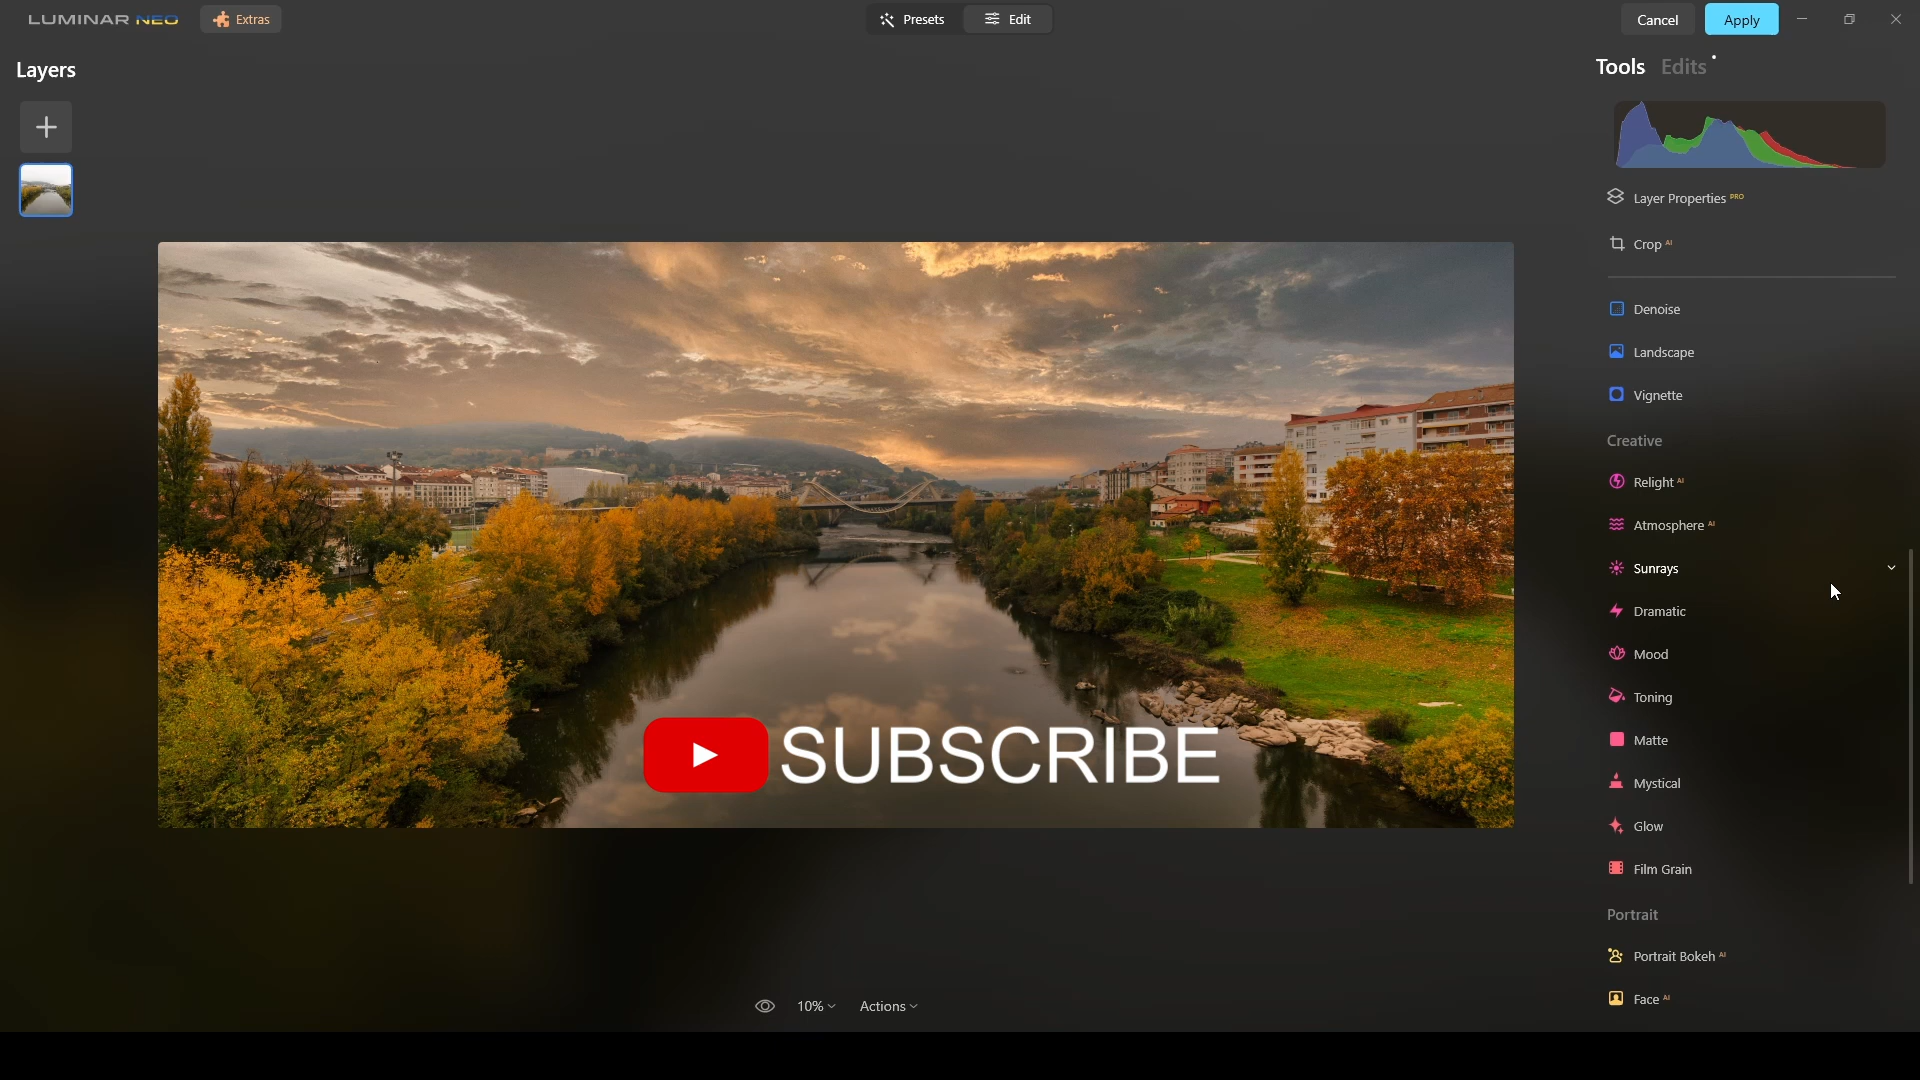 LUMINAR NEO
Extras
Presets
Edit
Cancel
Apply
Layers
Tools
Edits
Layer Properties PRO
Crop AI
Denoise
Landscape
Vignette
Creative
Relight AI
Atmosphere AI
Sunrays
Dramatic
Mood
Toning
Matte
Mystical
Glow
Film Grain
Portrait
Portrait Bokeh AI
Face AI
SUBSCRIBE
10%
Actions